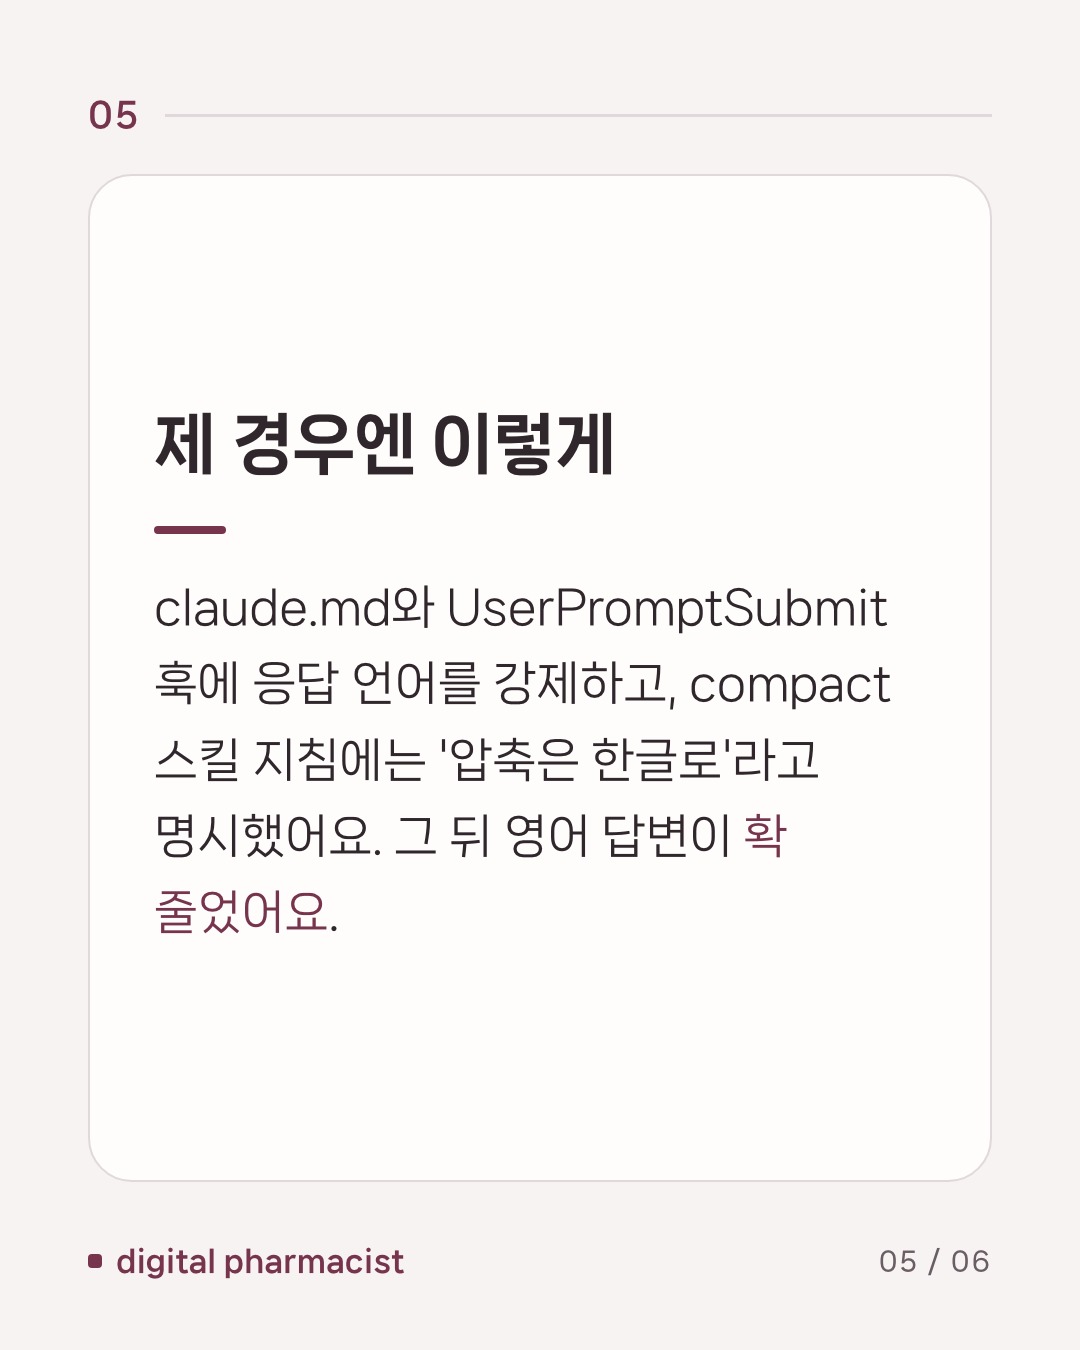 05
제 경우엔 이렇게
claude.md와 UserPromptSubmit
훅에 응답 언어를 강제하고, compact
스킬 지침에는 '압축은 한글로'라고
명시했어요. 그 뒤 영어 답변이 확
줄었어요.
digital pharmacist
05 / 06